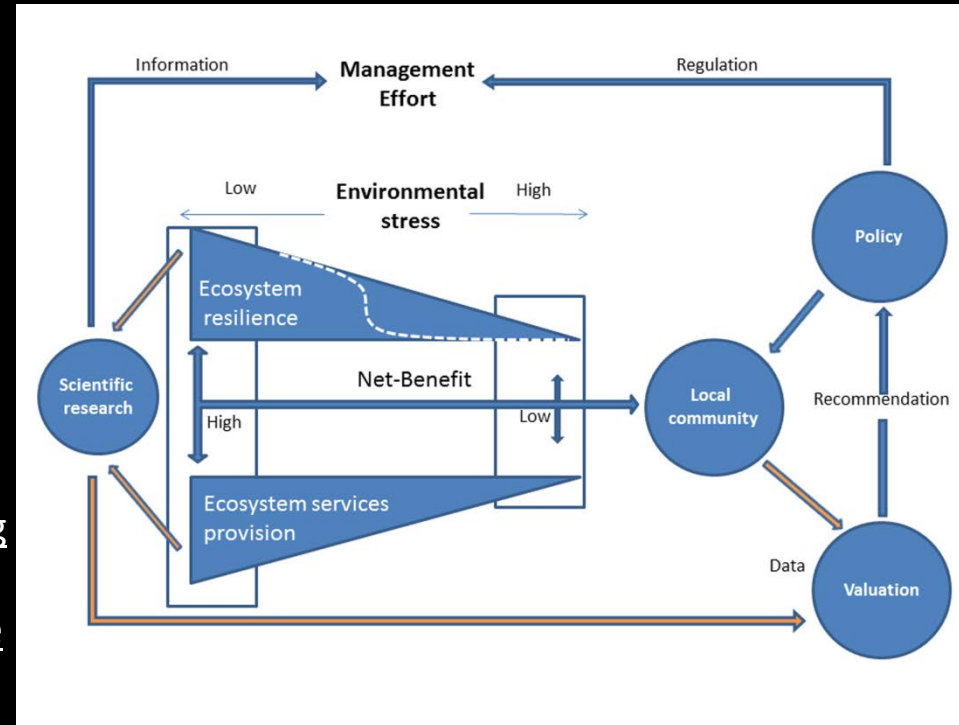 Information
Management
Effort
Regulation
Low
Environmental
stress
High
Policy
Ecosystem
resilience
Scientific
research
Net-Benefit
High
Low
Local
community
Recommendation
Ecosystem services
provision
Data
Valuation